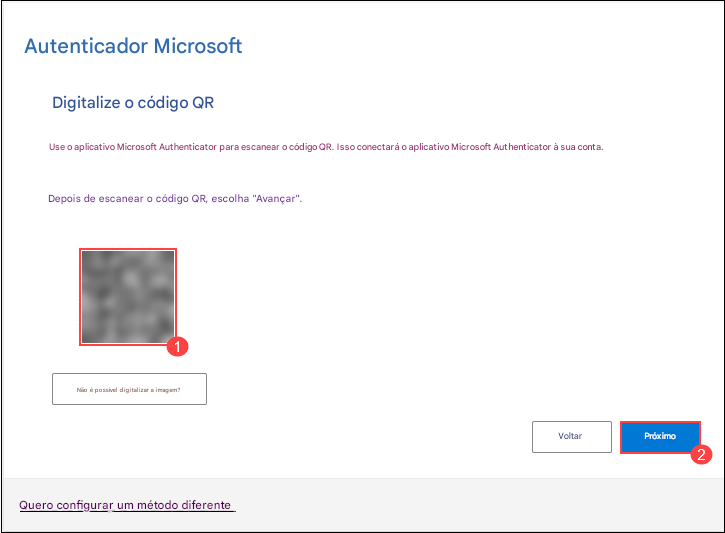 Autenticador Microsoft
Digitalize o código QR
Use o aplicativo Microsoft Authenticator para escanear o código QR. Isso conectará o aplicativo Microsoft Authenticator à sua conta.
Depois de escanear o código QR, escolha "Avançar".
1
Não é possível digitalizar a imagem?
Voltar
Próximo
2
Quero configurar um método diferente